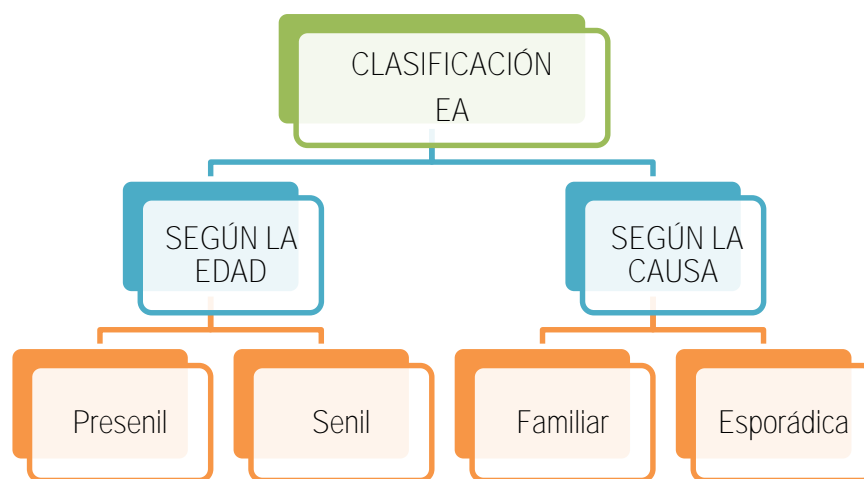 CLASIFICACIÓN
EA
SEGÚN LA
EDAD
SEGÚN LA
CAUSA
Presenil
Senil
Familiar
Esporádica